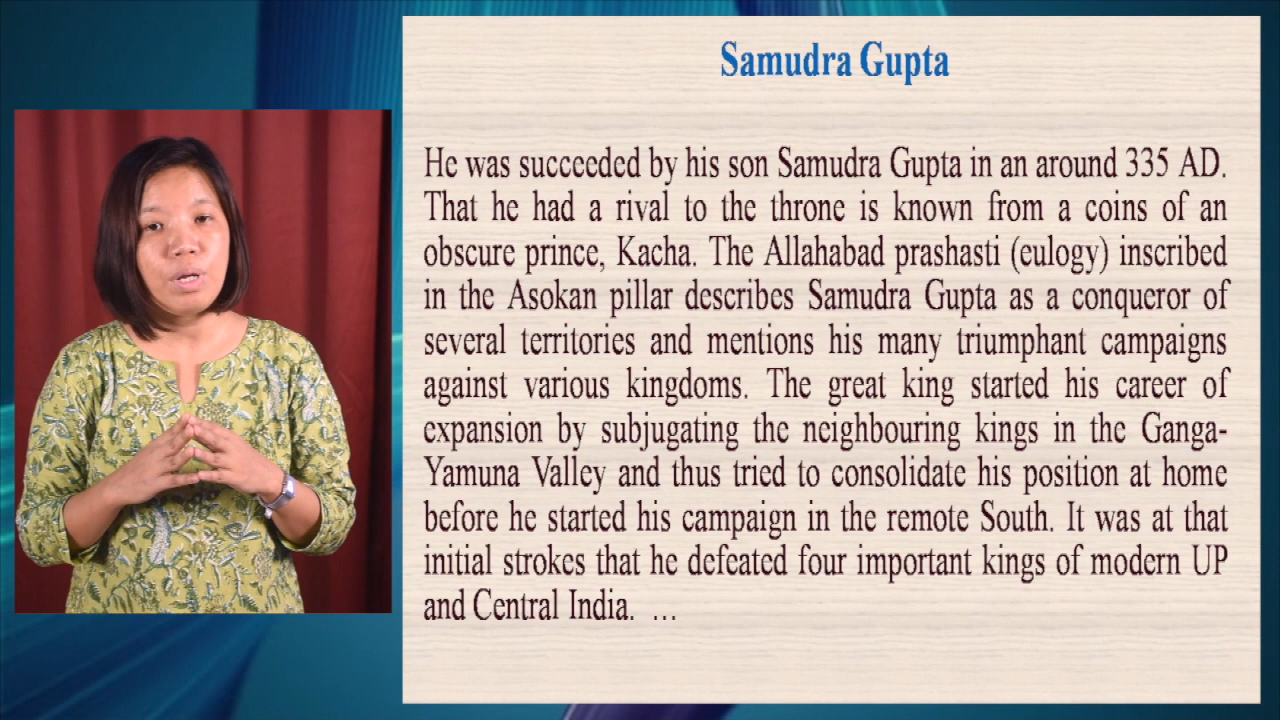 Samudra Gupta
He was succeeded by his son Samudra Gupta in an around 335 AD.
That he had a rival to the throne is known from a coins of an
obscure prince, Kacha. The Allahabad prashasti (eulogy) inscribed
in the Asokan pillar describes Samudra Gupta as a conqueror of
several territories and mentions his many triumphant campaigns
against various kingdoms. The great king started his career of
expansion by subjugating the neighbouring kings in the Ganga-
Yamuna Valley and thus tried to consolidate his position at home
before he started his campaign in the remote South. It was at that
initial strokes that he defeated four important kings of modern UP
and Central India. ...